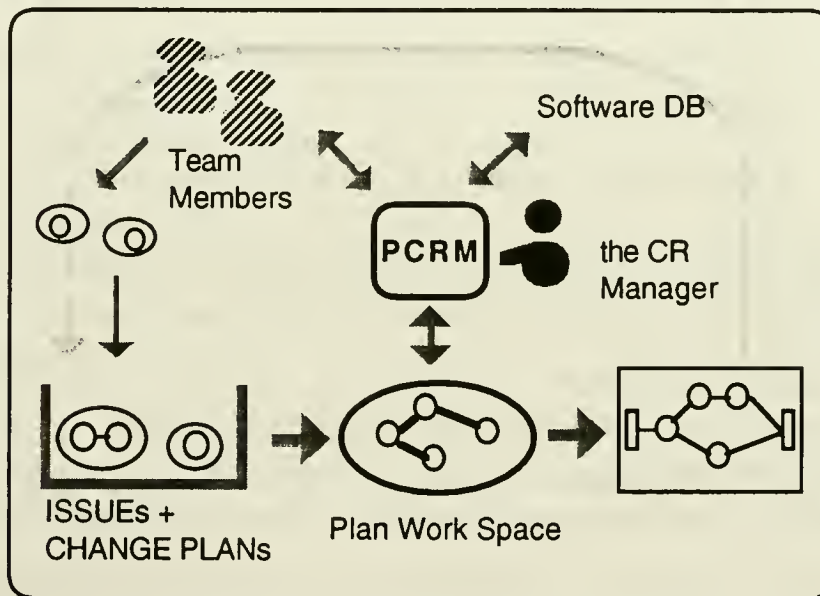 Software DB
Team
Members
PCRM
the CR
Manager
ISSUEs +
CHANGE PLANs
Plan Work Space